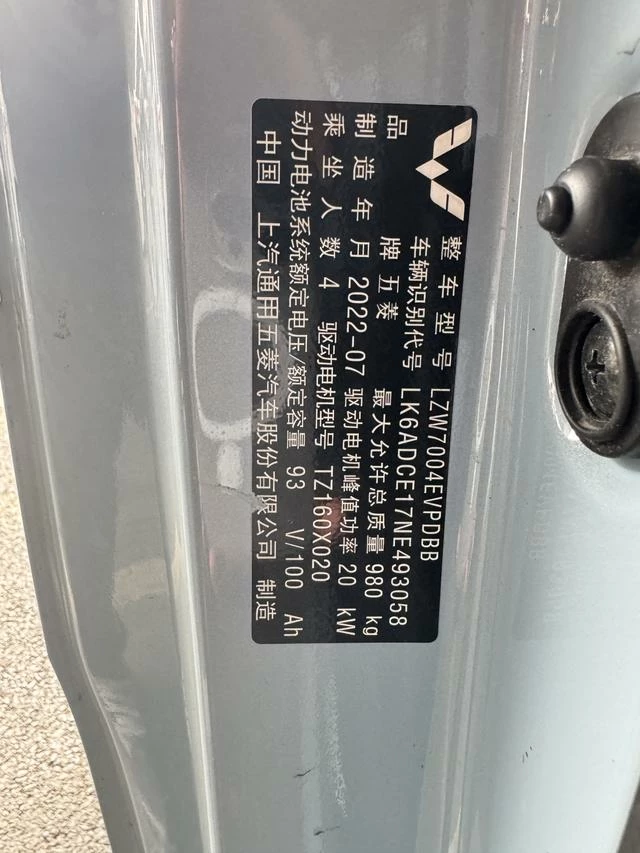 整车型号 LZW7004EVPDBB
车辆识别代号 LK6ADCE17NE493058
品 牌 五菱 最大允许总质量 980 kg
制造年月 2022-07 驱动电机峰值功率 20 kW
乘坐人数 4 驱动电机型号 TZ160X020
动力电池系统额定电压/额定容量 93 V/100 Ah
中国 上汽通用五菱汽车股份有限公司 制造